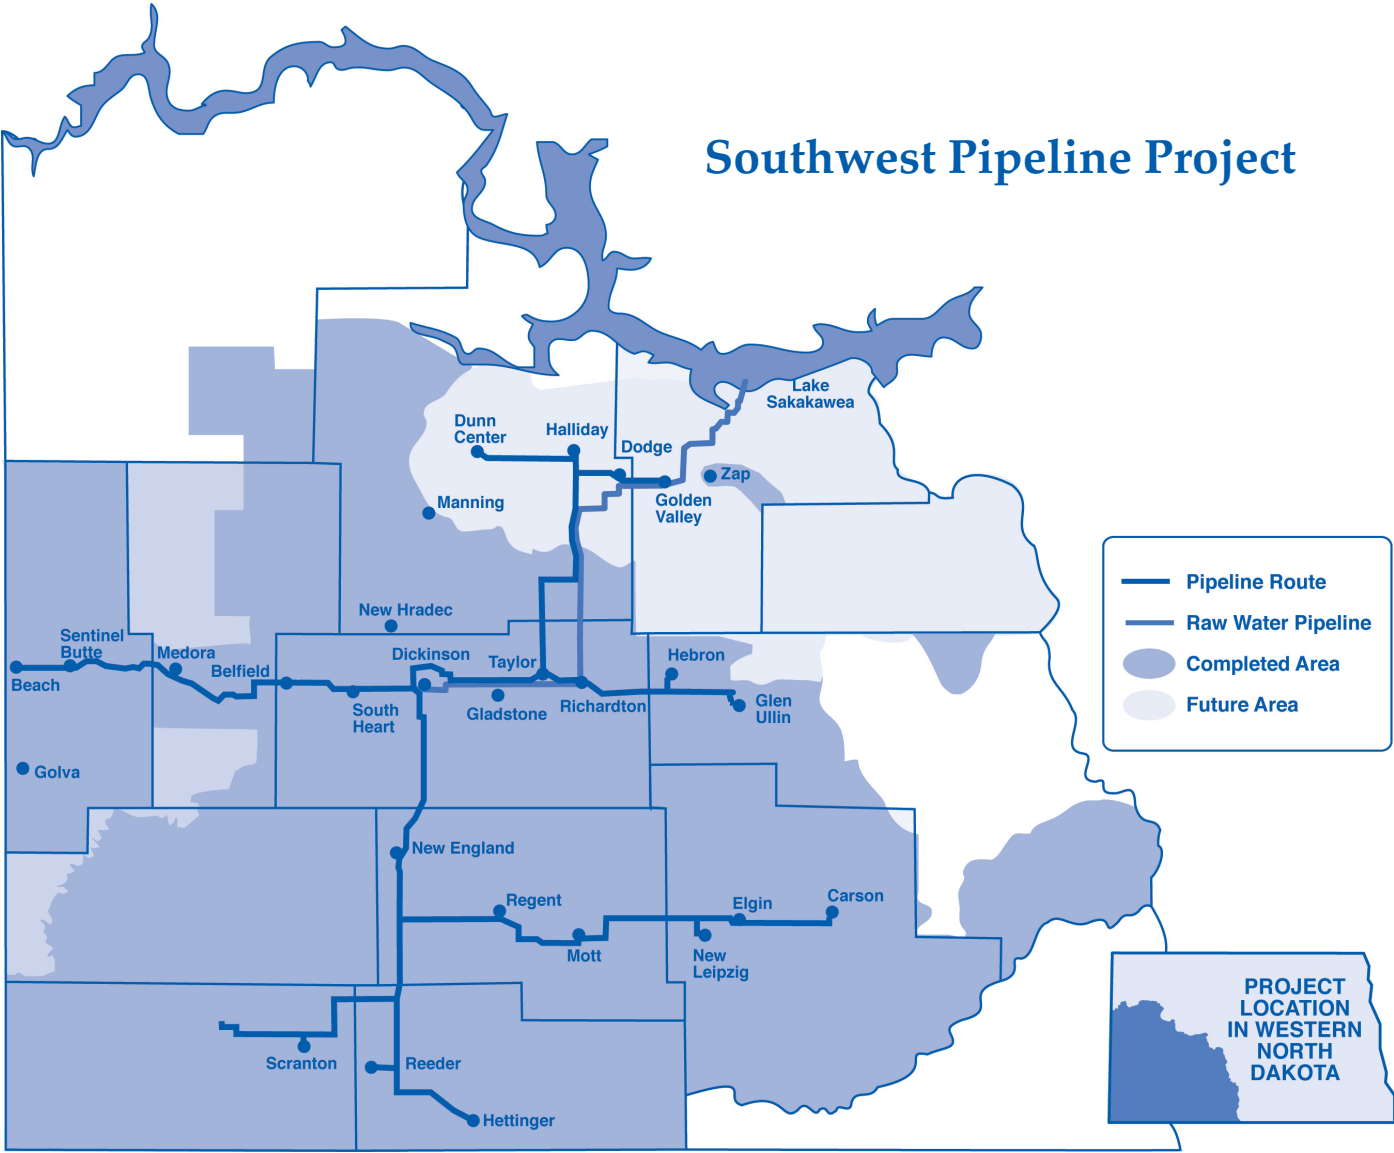 Southwest Pipeline Project
Lake
Sakakawea
Dunn
Center
Halliday
Dodge
Zap
Golden
Valley
Manning
Pipeline Route
Raw Water Pipeline
Completed Area
Future Area
New Hradec
Sentinel
Butte
Medora
Belfield
Beach
Dickinson
Taylor
Hebron
South
Heart
Gladstone
Richardton
Glen
Ullin
Golva
New England
Regent
Mott
Elgin
Carson
New
Leipzig
Scranton
Reeder
Hettinger
PROJECT
LOCATION
IN WESTERN
NORTH
DAKOTA